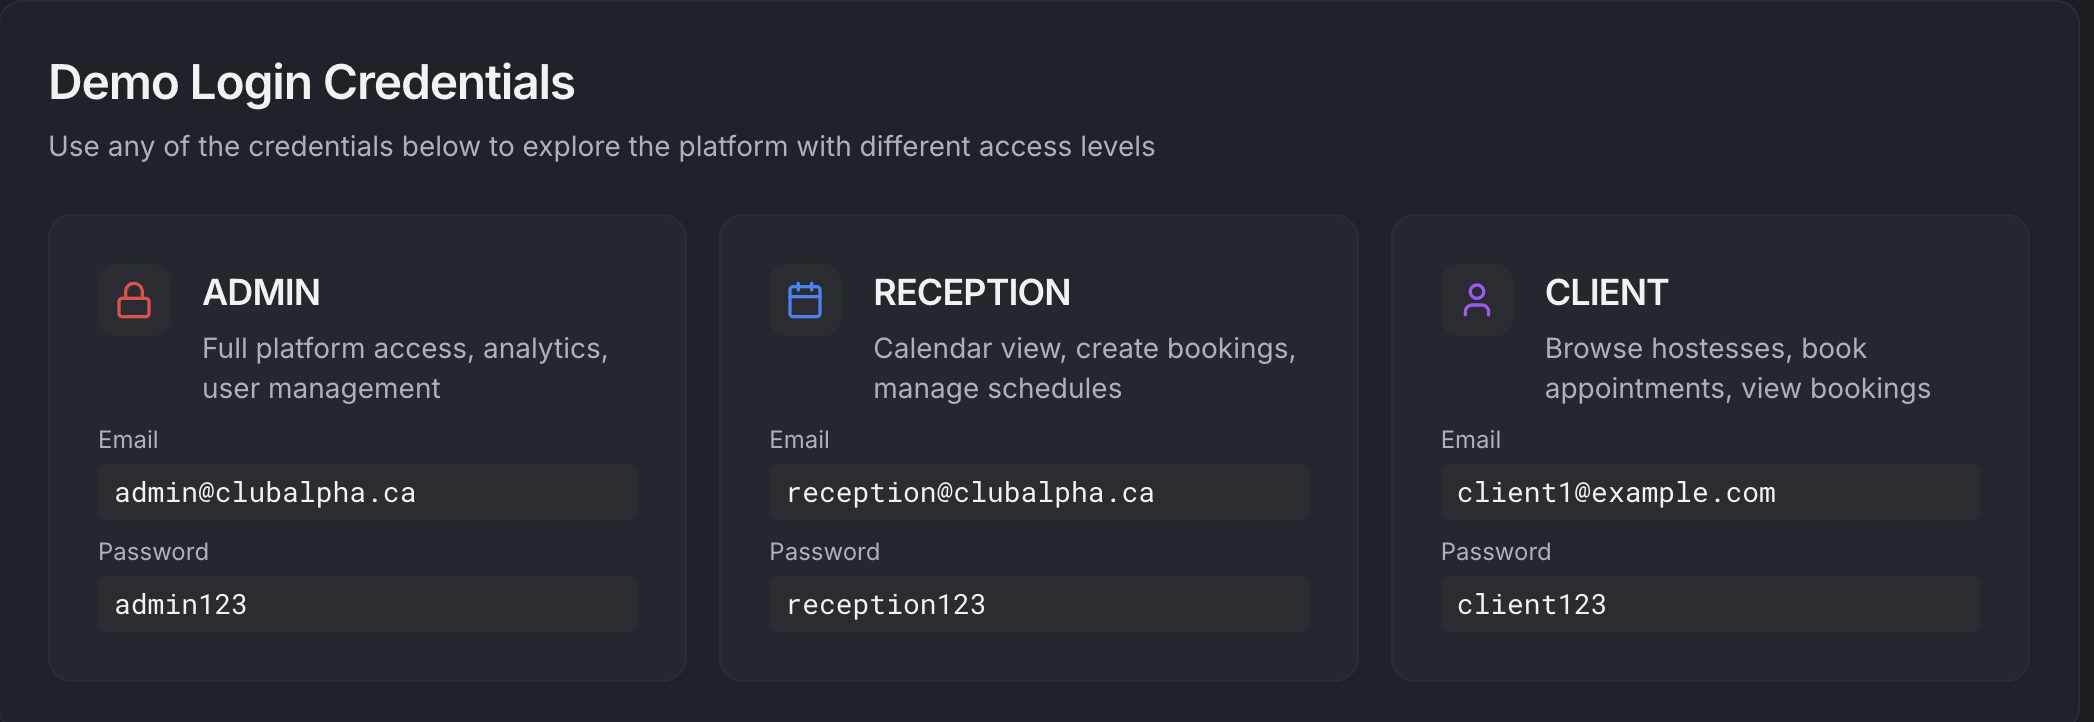 Demo Login Credentials
Use any of the credentials below to explore the platform with different access levels
ADMIN
Full platform access, analytics,
user management
Email
admin@clubalpha.ca
Password
admin123
RECEPTION
Calendar view, create bookings,
manage schedules
Email
reception@clubalpha.ca
Password
reception123
CLIENT
Browse hostesses, book
appointments, view bookings
Email
client1@example.com
Password
client123